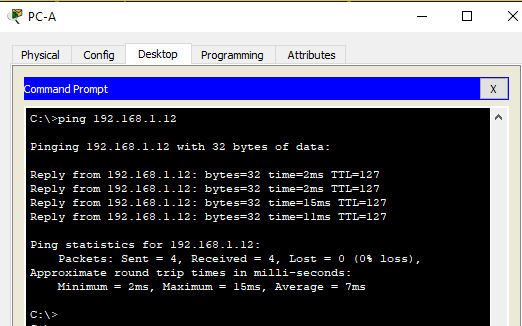 PC-A
Physical Config Desktop Programming Attributes
Command Prompt X
C:\>ping 192.168.1.12
Pinging 192.168.1.12 with 32 bytes of data:
Reply from 192.168.1.12: bytes=32 time=2ms TTL=127
Reply from 192.168.1.12: bytes=32 time=2ms TTL=127
Reply from 192.168.1.12: bytes=32 time=15ms TTL=127
Reply from 192.168.1.12: bytes=32 time=11ms TTL=127
Ping statistics for 192.168.1.12:
Packets: Sent = 4, Received = 4, Lost = 0 (0% loss),
Approximate round trip times in milli-seconds:
Minimum = 2ms, Maximum = 15ms, Average = 7ms
C:\>